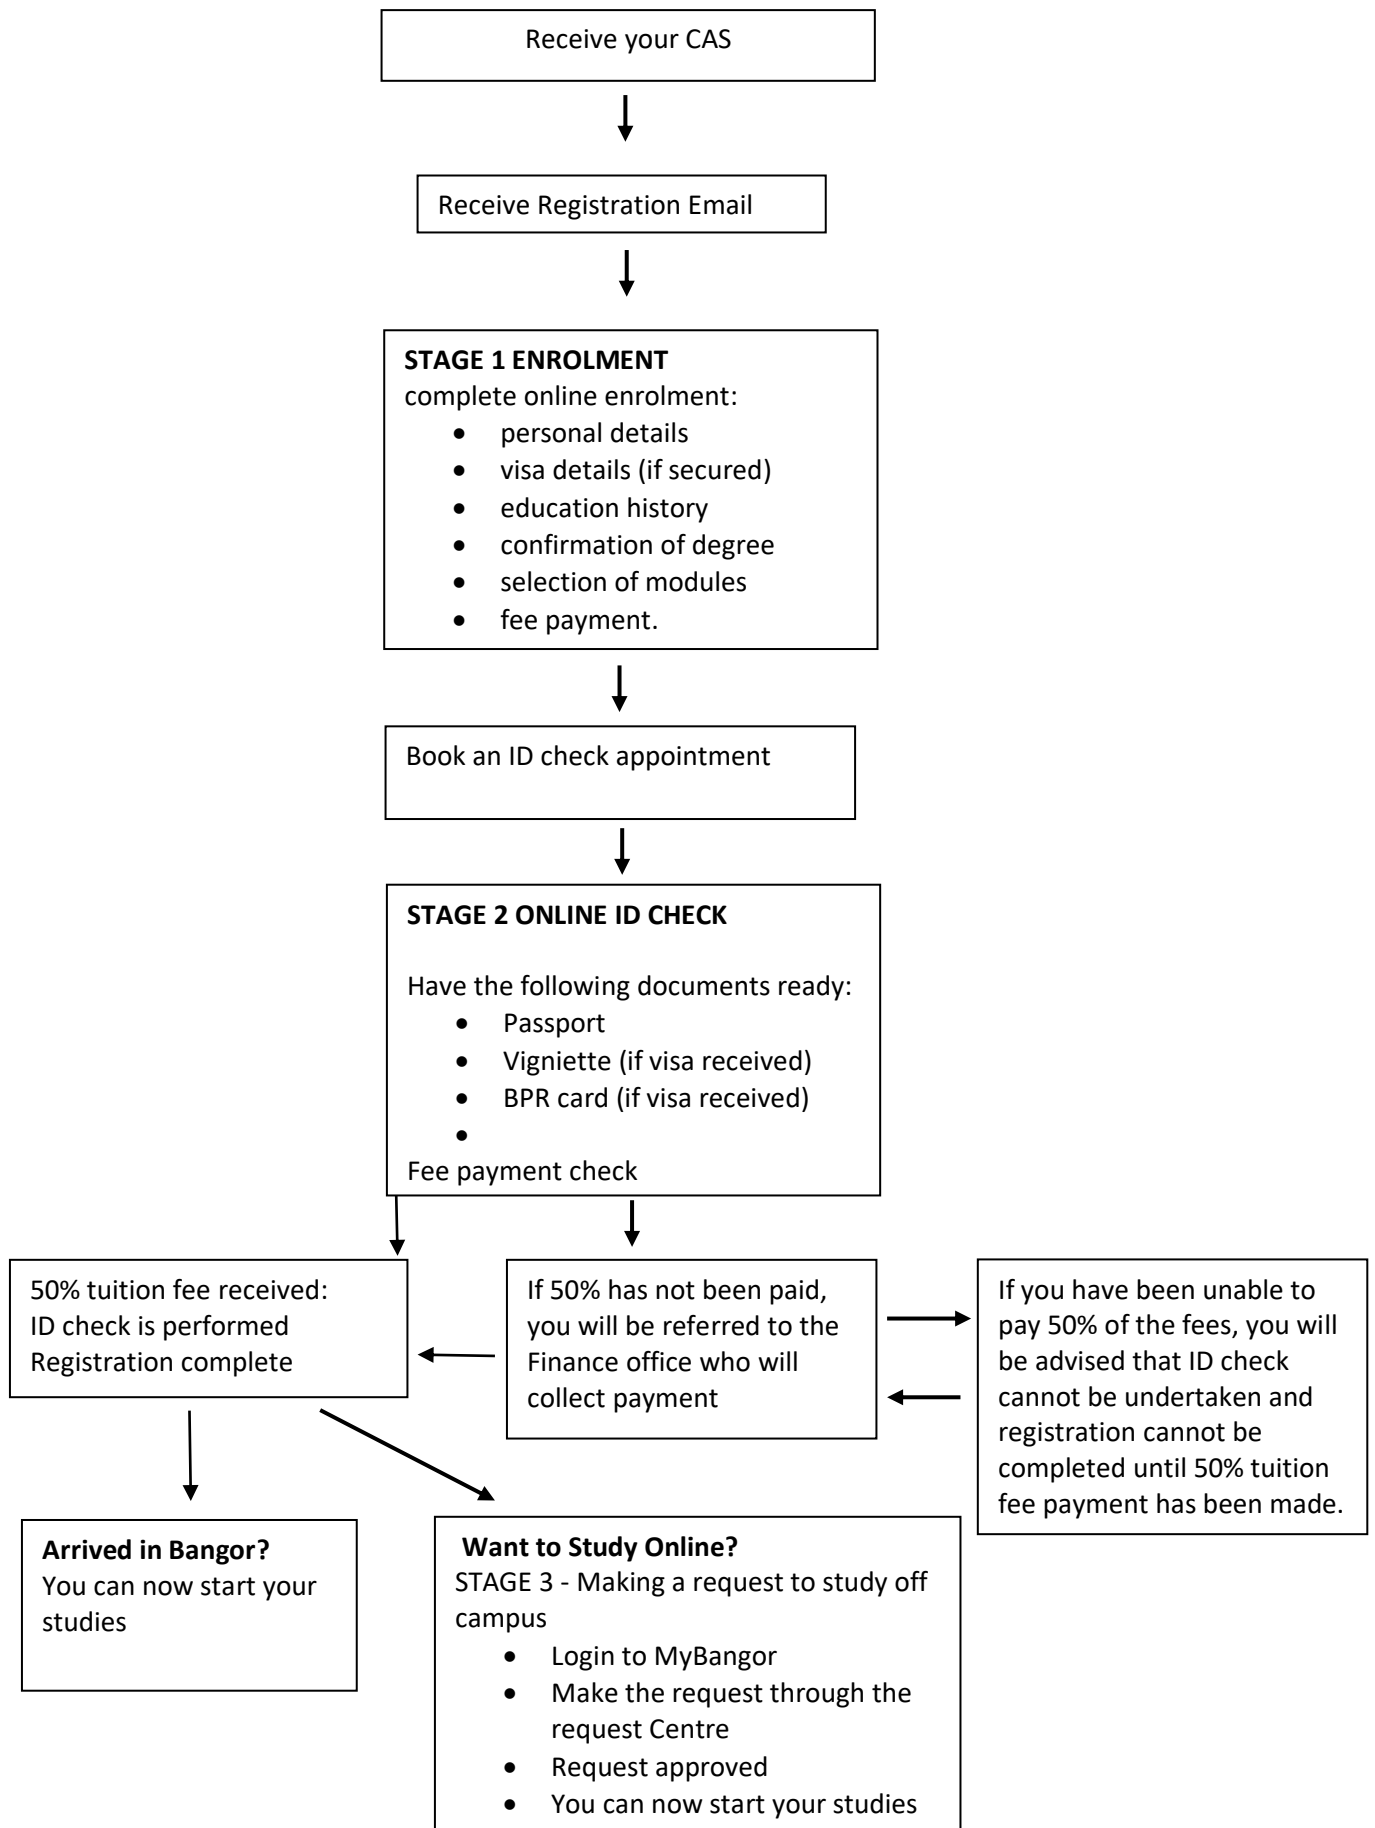 Receive your CAS
Receive Registration Email
STAGE 1 ENROLMENT
complete online enrolment:
• personal details
• visa details (if secured)
• education history
• confirmation of degree
• selection of modules
• fee payment.
Book an ID check appointment
STAGE 2 ONLINE ID CHECK
Have the following documents ready:
• Passport
• Vigniette (if visa received)
• BPR card (if visa received)
•
Fee payment check
50% tuition fee received:
ID check is performed
Registration complete
If 50% has not been paid,
you will be referred to the
Finance office who will
collect payment
If you have been unable to
pay 50% of the fees, you will
be advised that ID check
cannot be undertaken and
registration cannot be
completed until 50% tuition
fee payment has been made.
Arrived in Bangor?
You can now start your
studies
Want to Study Online?
STAGE 3 - Making a request to study off
campus
• Login to MyBangor
• Make the request through the
request Centre
• Request approved
• You can now start your studies